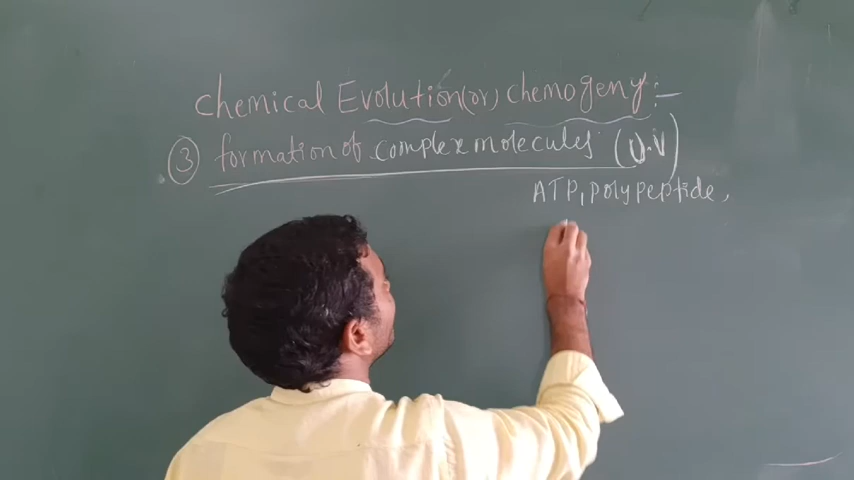 Chemical Evolution (or) chemogeny :-
③ formation of complex molecules (U.V)
ATP, polypeptide,